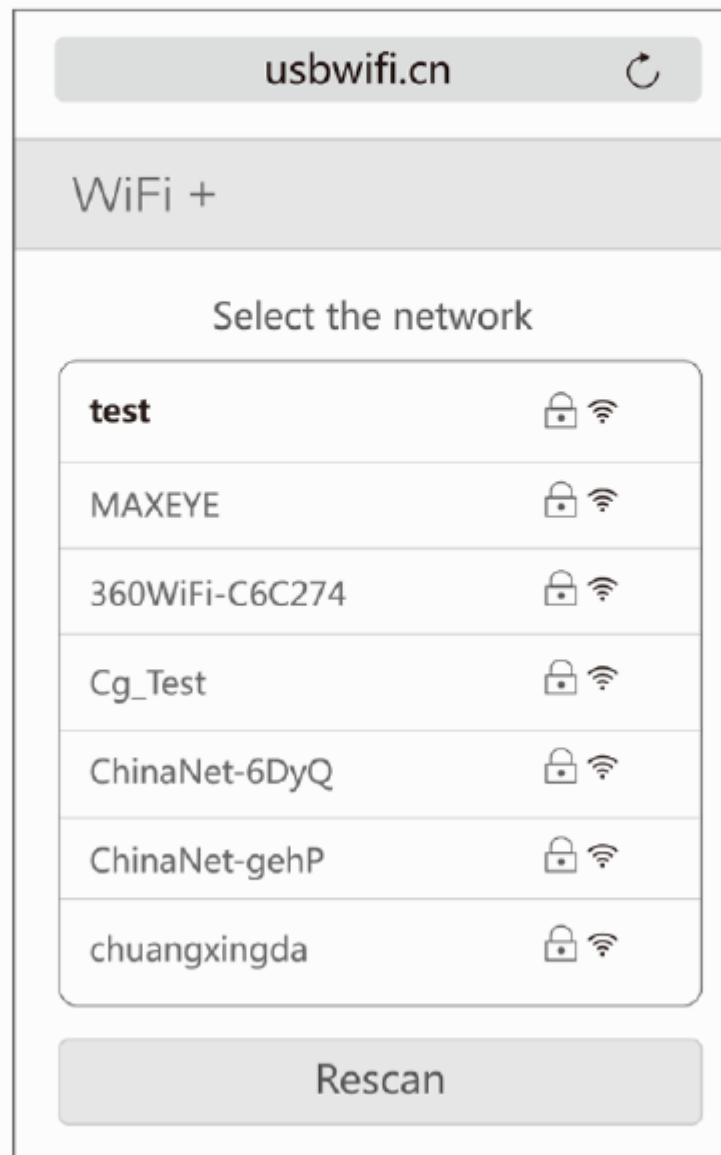 usbwifi.cn
WiFi +
Select the network
test
MAXEYE
360WiFi-C6C274
Cg_Test
ChinaNet-6DyQ
ChinaNet-gehP
chuangxingda
Rescan